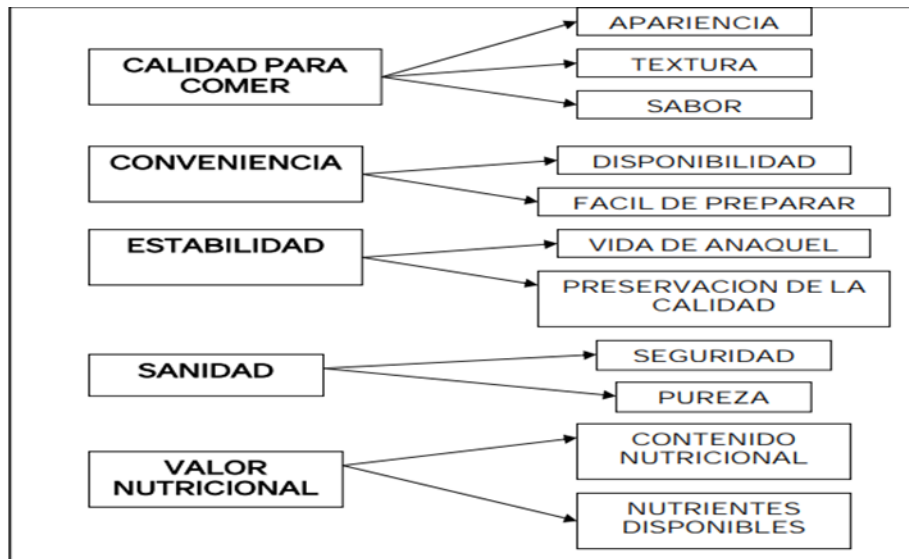 CALIDAD PARA
COMER
APARIENCIA
TEXTURA
SABOR
CONVENIENCIA
DISPONIBILIDAD
FACIL DE PREPARAR
ESTABILIDAD
VIDA DE ANAQUEL
PRESERVACION DE LA
CALIDAD
SANIDAD
SEGURIDAD
PUREZA
VALOR
NUTRICIONAL
CONTENIDO
NUTRICIONAL
NUTRIENTES
DISPONIBLES